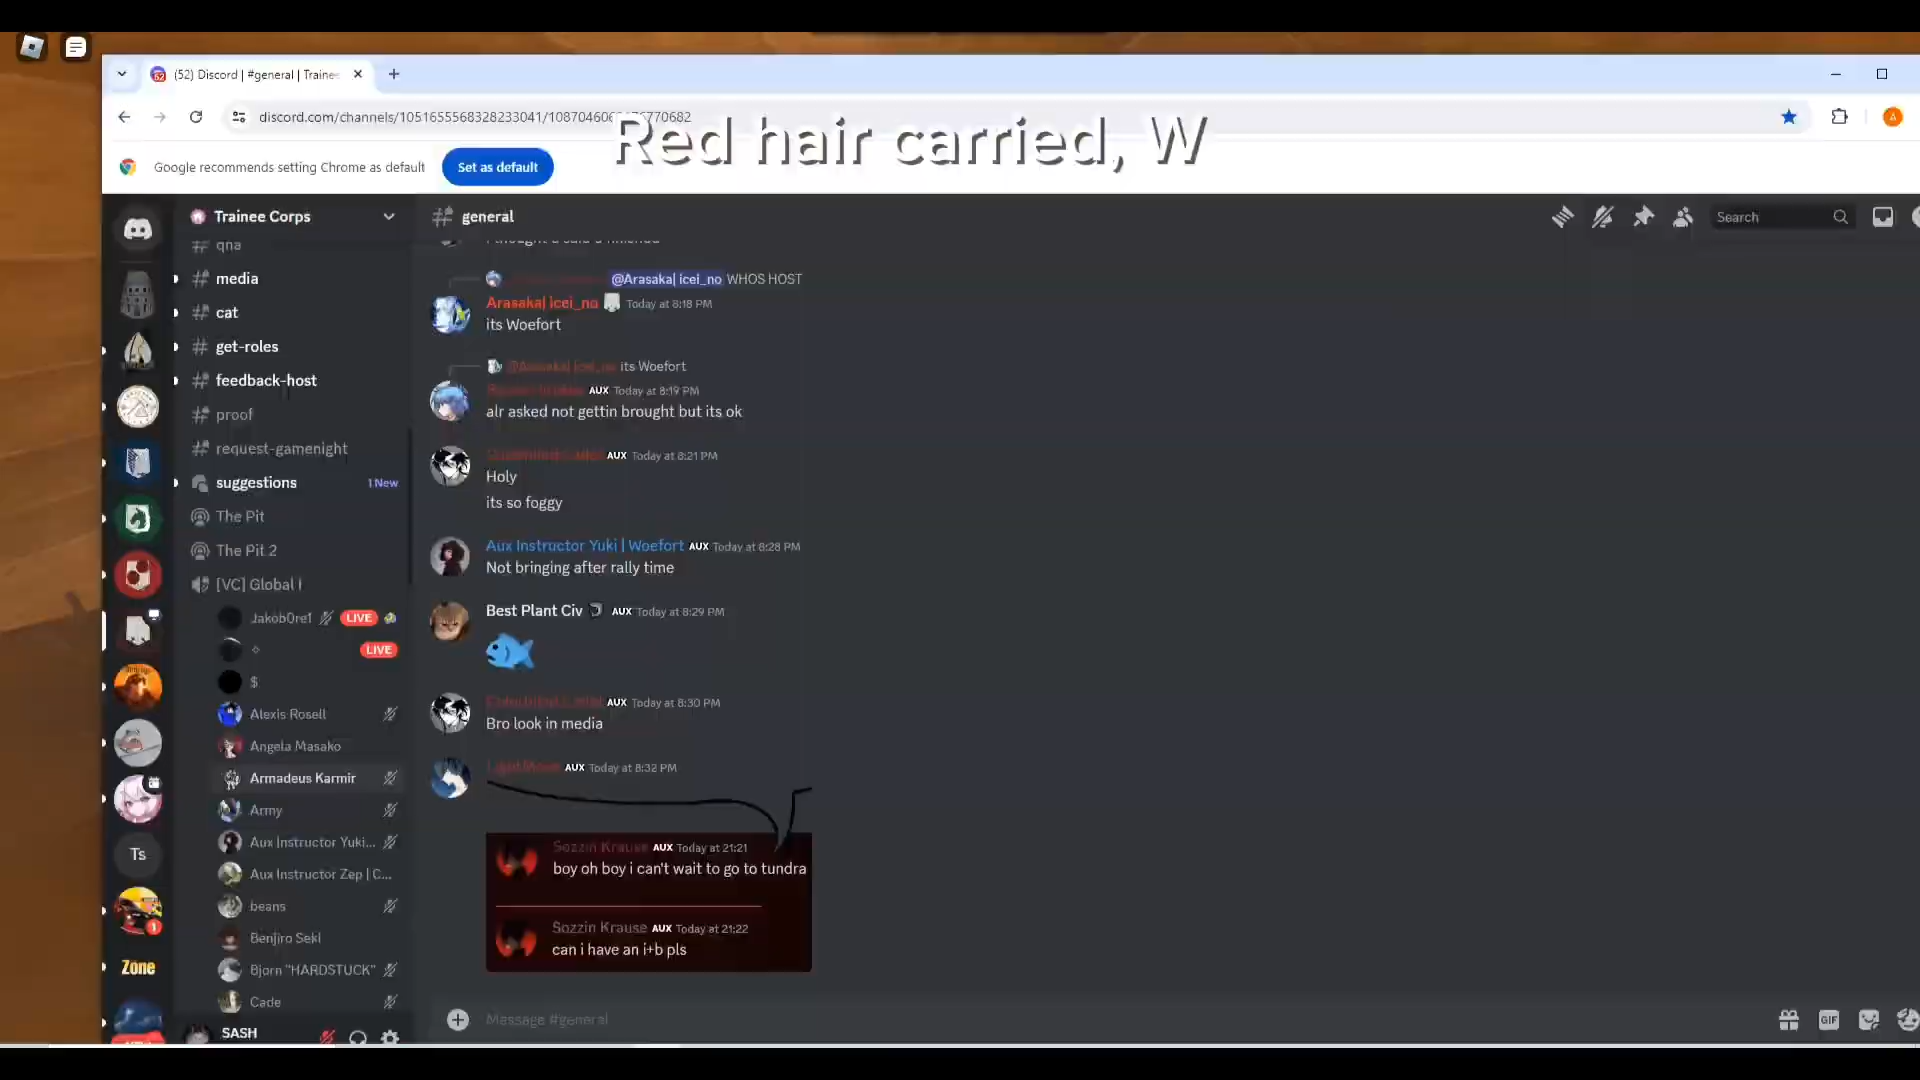 (52) Discord | #general | Trainee
discord.com/channels/1051655568328233041/108704606
770682
Red hair carried, W
Google recommends setting Chrome as default
Set as default
Trainee Corps
general
Search
qna
media
cat
get-roles
feedback-host
proof
request-gamenight
suggestions
1 New
The Pit
The Pit 2
[VC] Global I
Jakob0re1
LIVE
LIVE
$
Alexis Rosell
Angela Masako
Armadeus Karmir
Army
Aux Instructor Yuki...
Aux Instructor Zep | C...
beans
Benjiro Seki
Bjorn "HARDSTUCK"
Cade
SASH
Ts
Zone
@Arasaka| icei_no WHOS HOST
Arasaka| icei_no Today at 8:18 PM
its Woefort
@Arasaka| icei_no its Woefort
AUX Today at 8:19 PM
alr asked not gettin brought but its ok
AUX Today at 8:21 PM
Holy
its so foggy
Aux Instructor Yuki | Woefort AUX Today at 8:28 PM
Not bringing after rally time
Best Plant Civ AUX Today at 8:29 PM
AUX Today at 8:30 PM
Bro look in media
AUX Today at 8:32 PM
Sozzin Krause AUX Today at 21:21
boy oh boy i can't wait to go to tundra
Sozzin Krause AUX Today at 21:22
can i have an i+b pls
Message #general
GIF